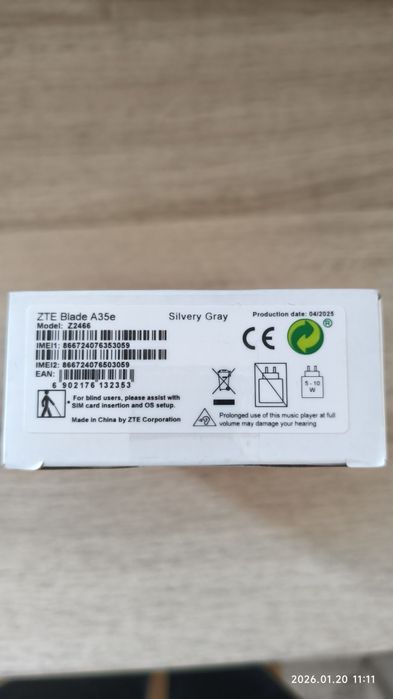 ZTE Blade A35e
Silvery Gray
Production date: 04/2025
Model: Z2466
IMEI1: 866724076353059
IMEI2: 866724076503059
EAN:
6 902176 132353
CE
®
5 - 10
W
For blind users, please assist with
SIM card insertion and OS setup.
Made in China by ZTE Corporation
Prolonged use of this music player at full
volume may damage your hearing
2026.01.20 11:11